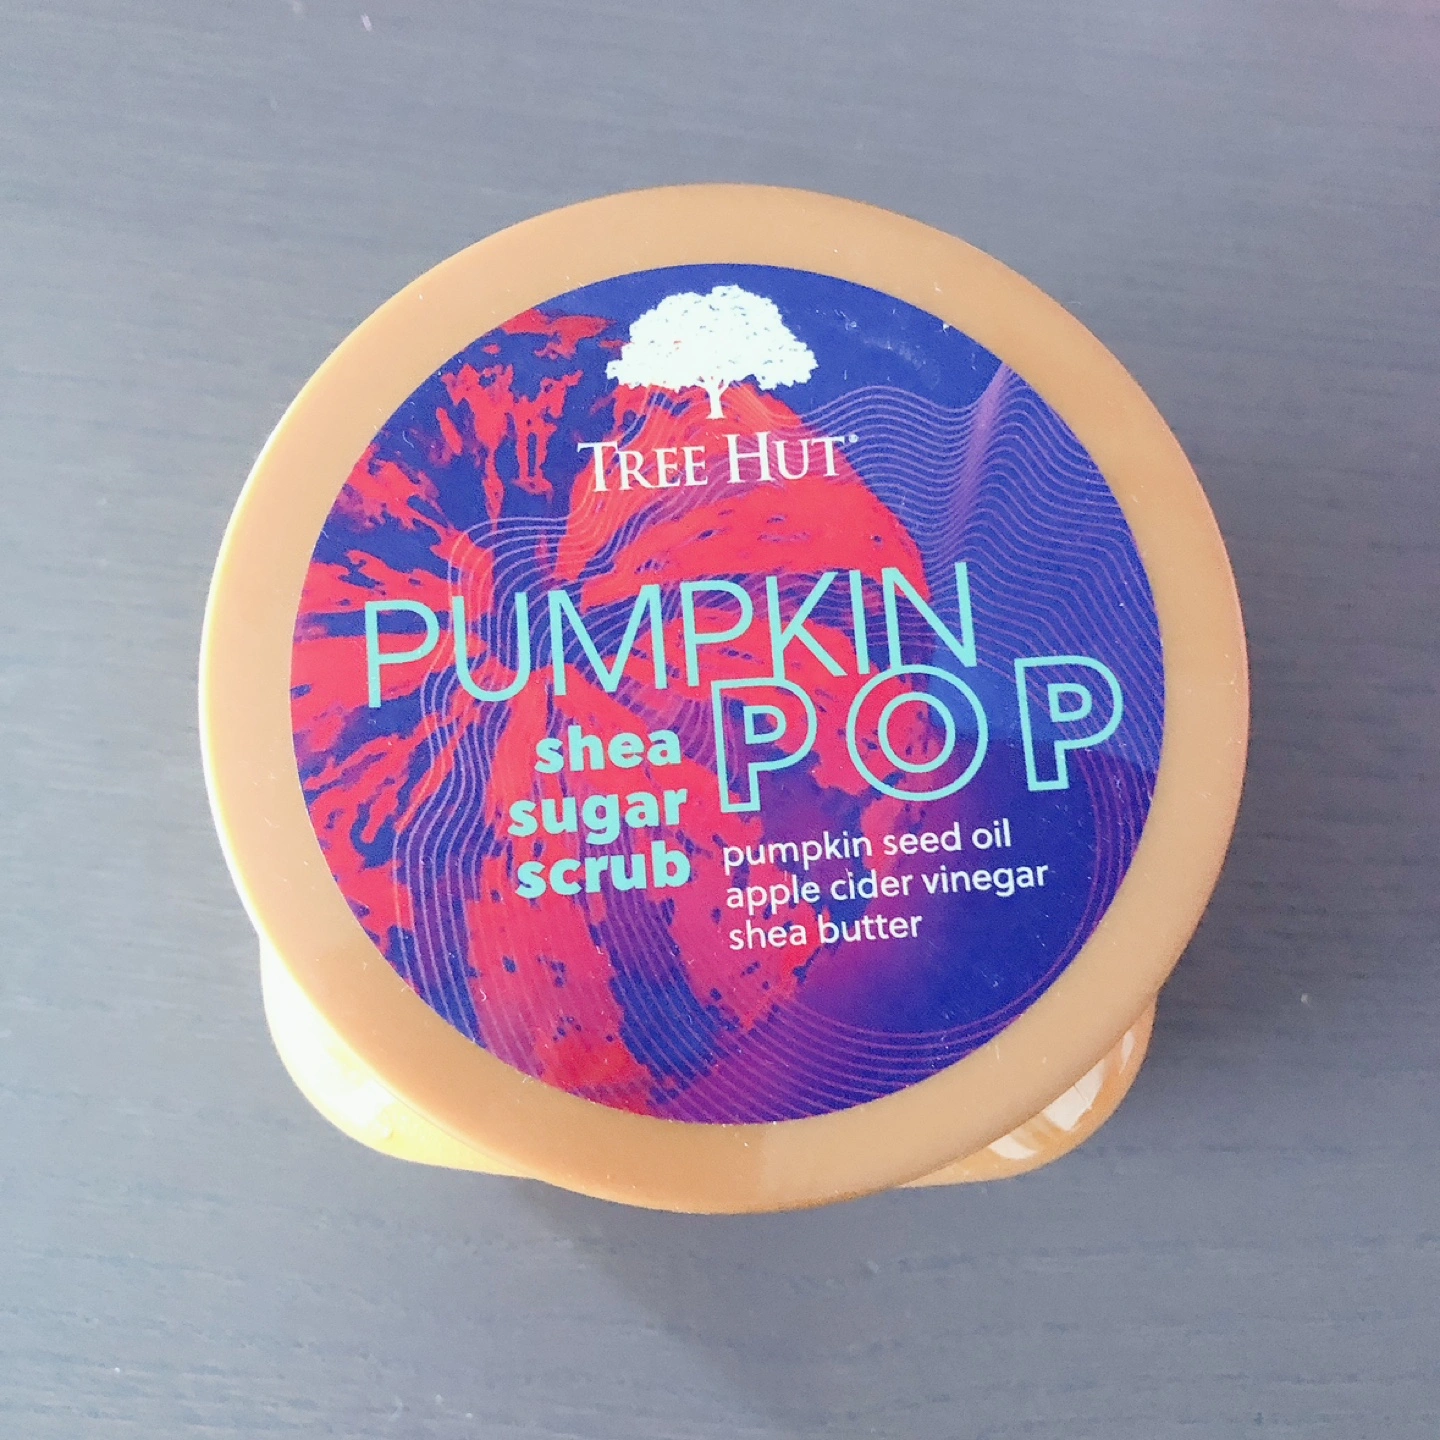 TREE HUT®
PUMPKIN
POP
shea
sugar
scrub
pumpkin seed oil
apple cider vinegar
shea butter